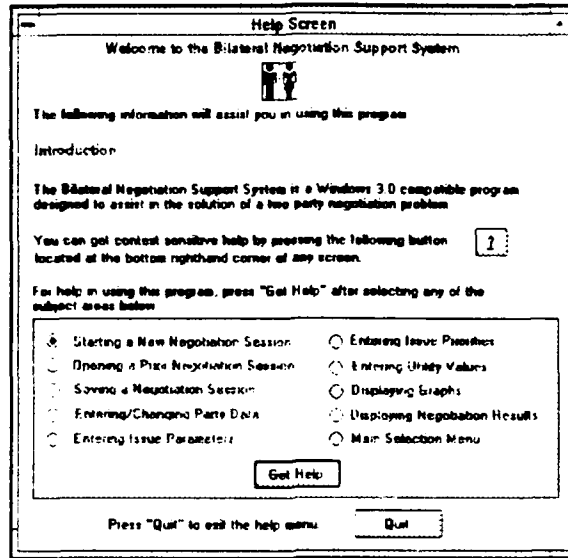 Help Screen
Welcome to the Bilateral Negotiation Support System
The following information will assist you in using this program
Introduction
The Bilateral Negotiation Support System is a Windows 3.0 compatible program
designed to assist in the solution of a two party negotiation problem
You can get context sensitive help by pressing the following button
?
located at the bottom righthand corner of any screen.
For help in using this program, press "Get Help" after selecting any of the
subject areas below
Starting a New Negotiation Session
Entering Issue Priorities
Opening a Prior Negotiation Session
Entering Utility Values
Saving a Negotiation Session
Displaying Graphs
Entering/Changing Party Data
Displaying Negotiation Results
Entering Issue Parameters
Main Selection Menu
Get Help
Press "Quit" to exit the help menu.
Quit